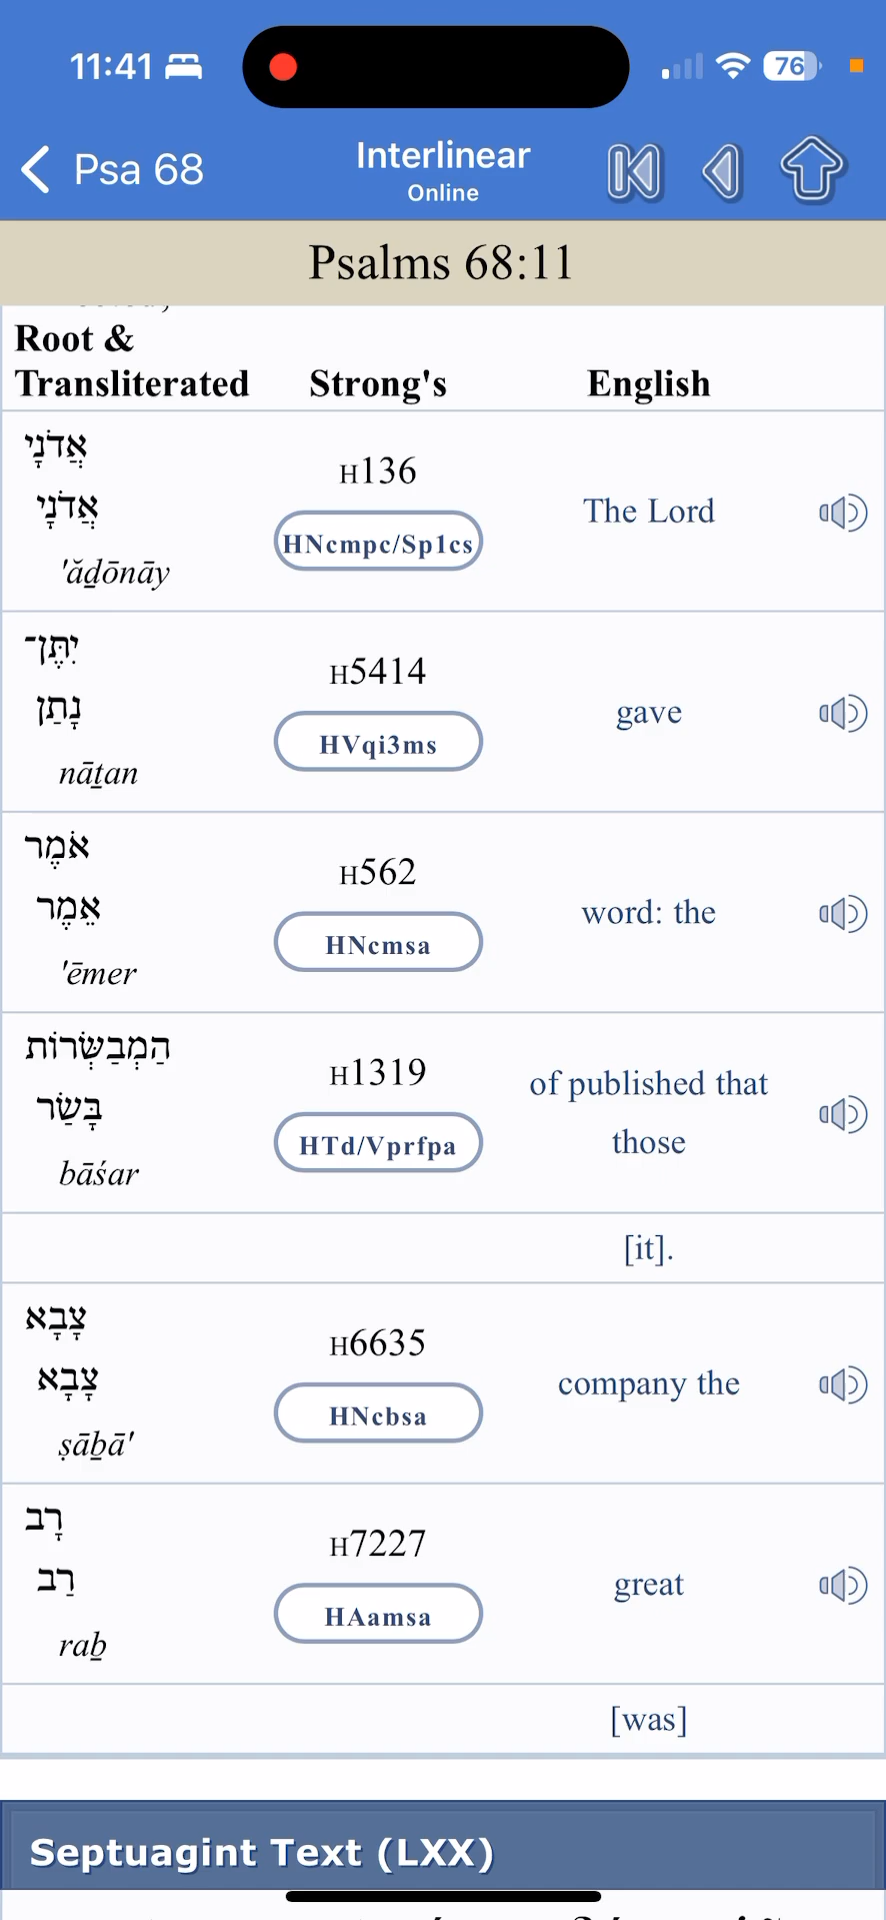 11:41
76
Psa 68
Interlinear
Online
Psalms 68:11
Root &
Transliterated
Strong's
English
אֲדֹנָי
אֲדֹנָי
'ăḏōnāy
H136
HNcmpc/Sp1cs
The Lord
יִתֶּן־
נָתַן
nāṯan
H5414
HVqi3ms
gave
אֹמֶר
אֵמֶר
'ēmer
H562
HNcmsa
word: the
הַמְבַשְּׂרוֹת
בָּשַׂר
bāśar
H1319
HTd/Vprfpa
of published that
those
[it].
צָבָא
צָבָא
ṣāḇā'
H6635
HNcbsa
company the
רָב
רַב
raḇ
H7227
HAamsa
great
[was]
Septuagint Text (LXX)